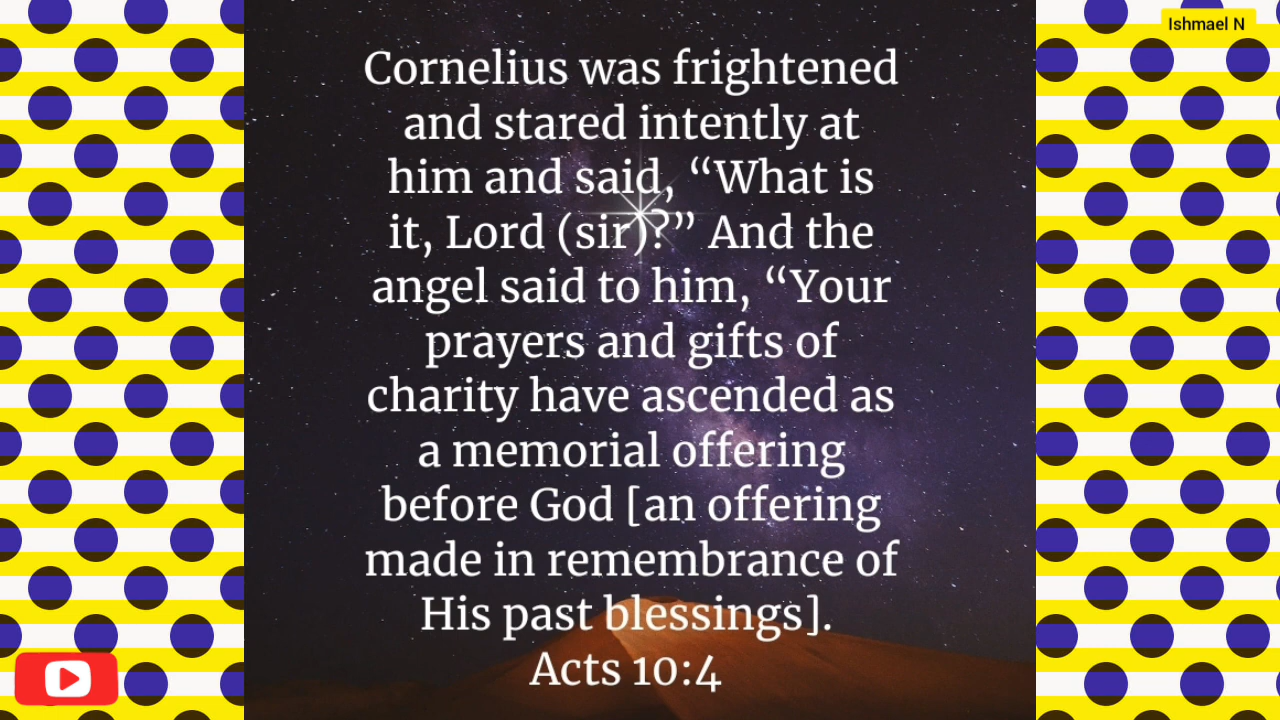 Ishmael N
Cornelius was frightened
and stared intently at
him and said, “What is
it, Lord (sir)?” And the
angel said to him, “Your
prayers and gifts of
charity have ascended as
a memorial offering
before God [an offering
made in remembrance of
His past blessings].
Acts 10:4